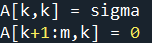 A[k,k] = sigma
A[k+1:m,k] = 0